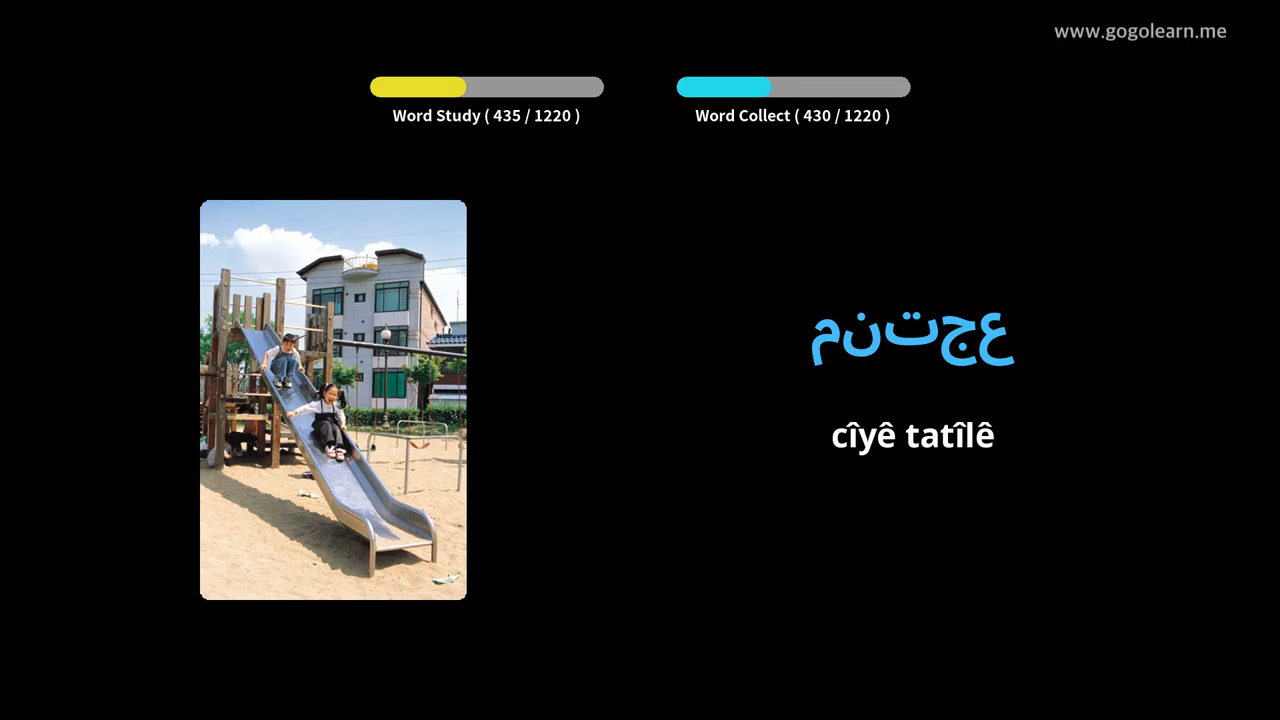 www.gogolearn.me
Word Study ( 435 / 1220 )
Word Collect ( 430 / 1220 )
منتجع
cîyê tatîlê